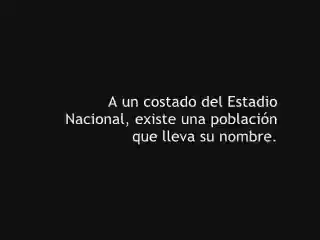 A un costado del Estadio
Nacional, existe una población
que lleva su nombre.